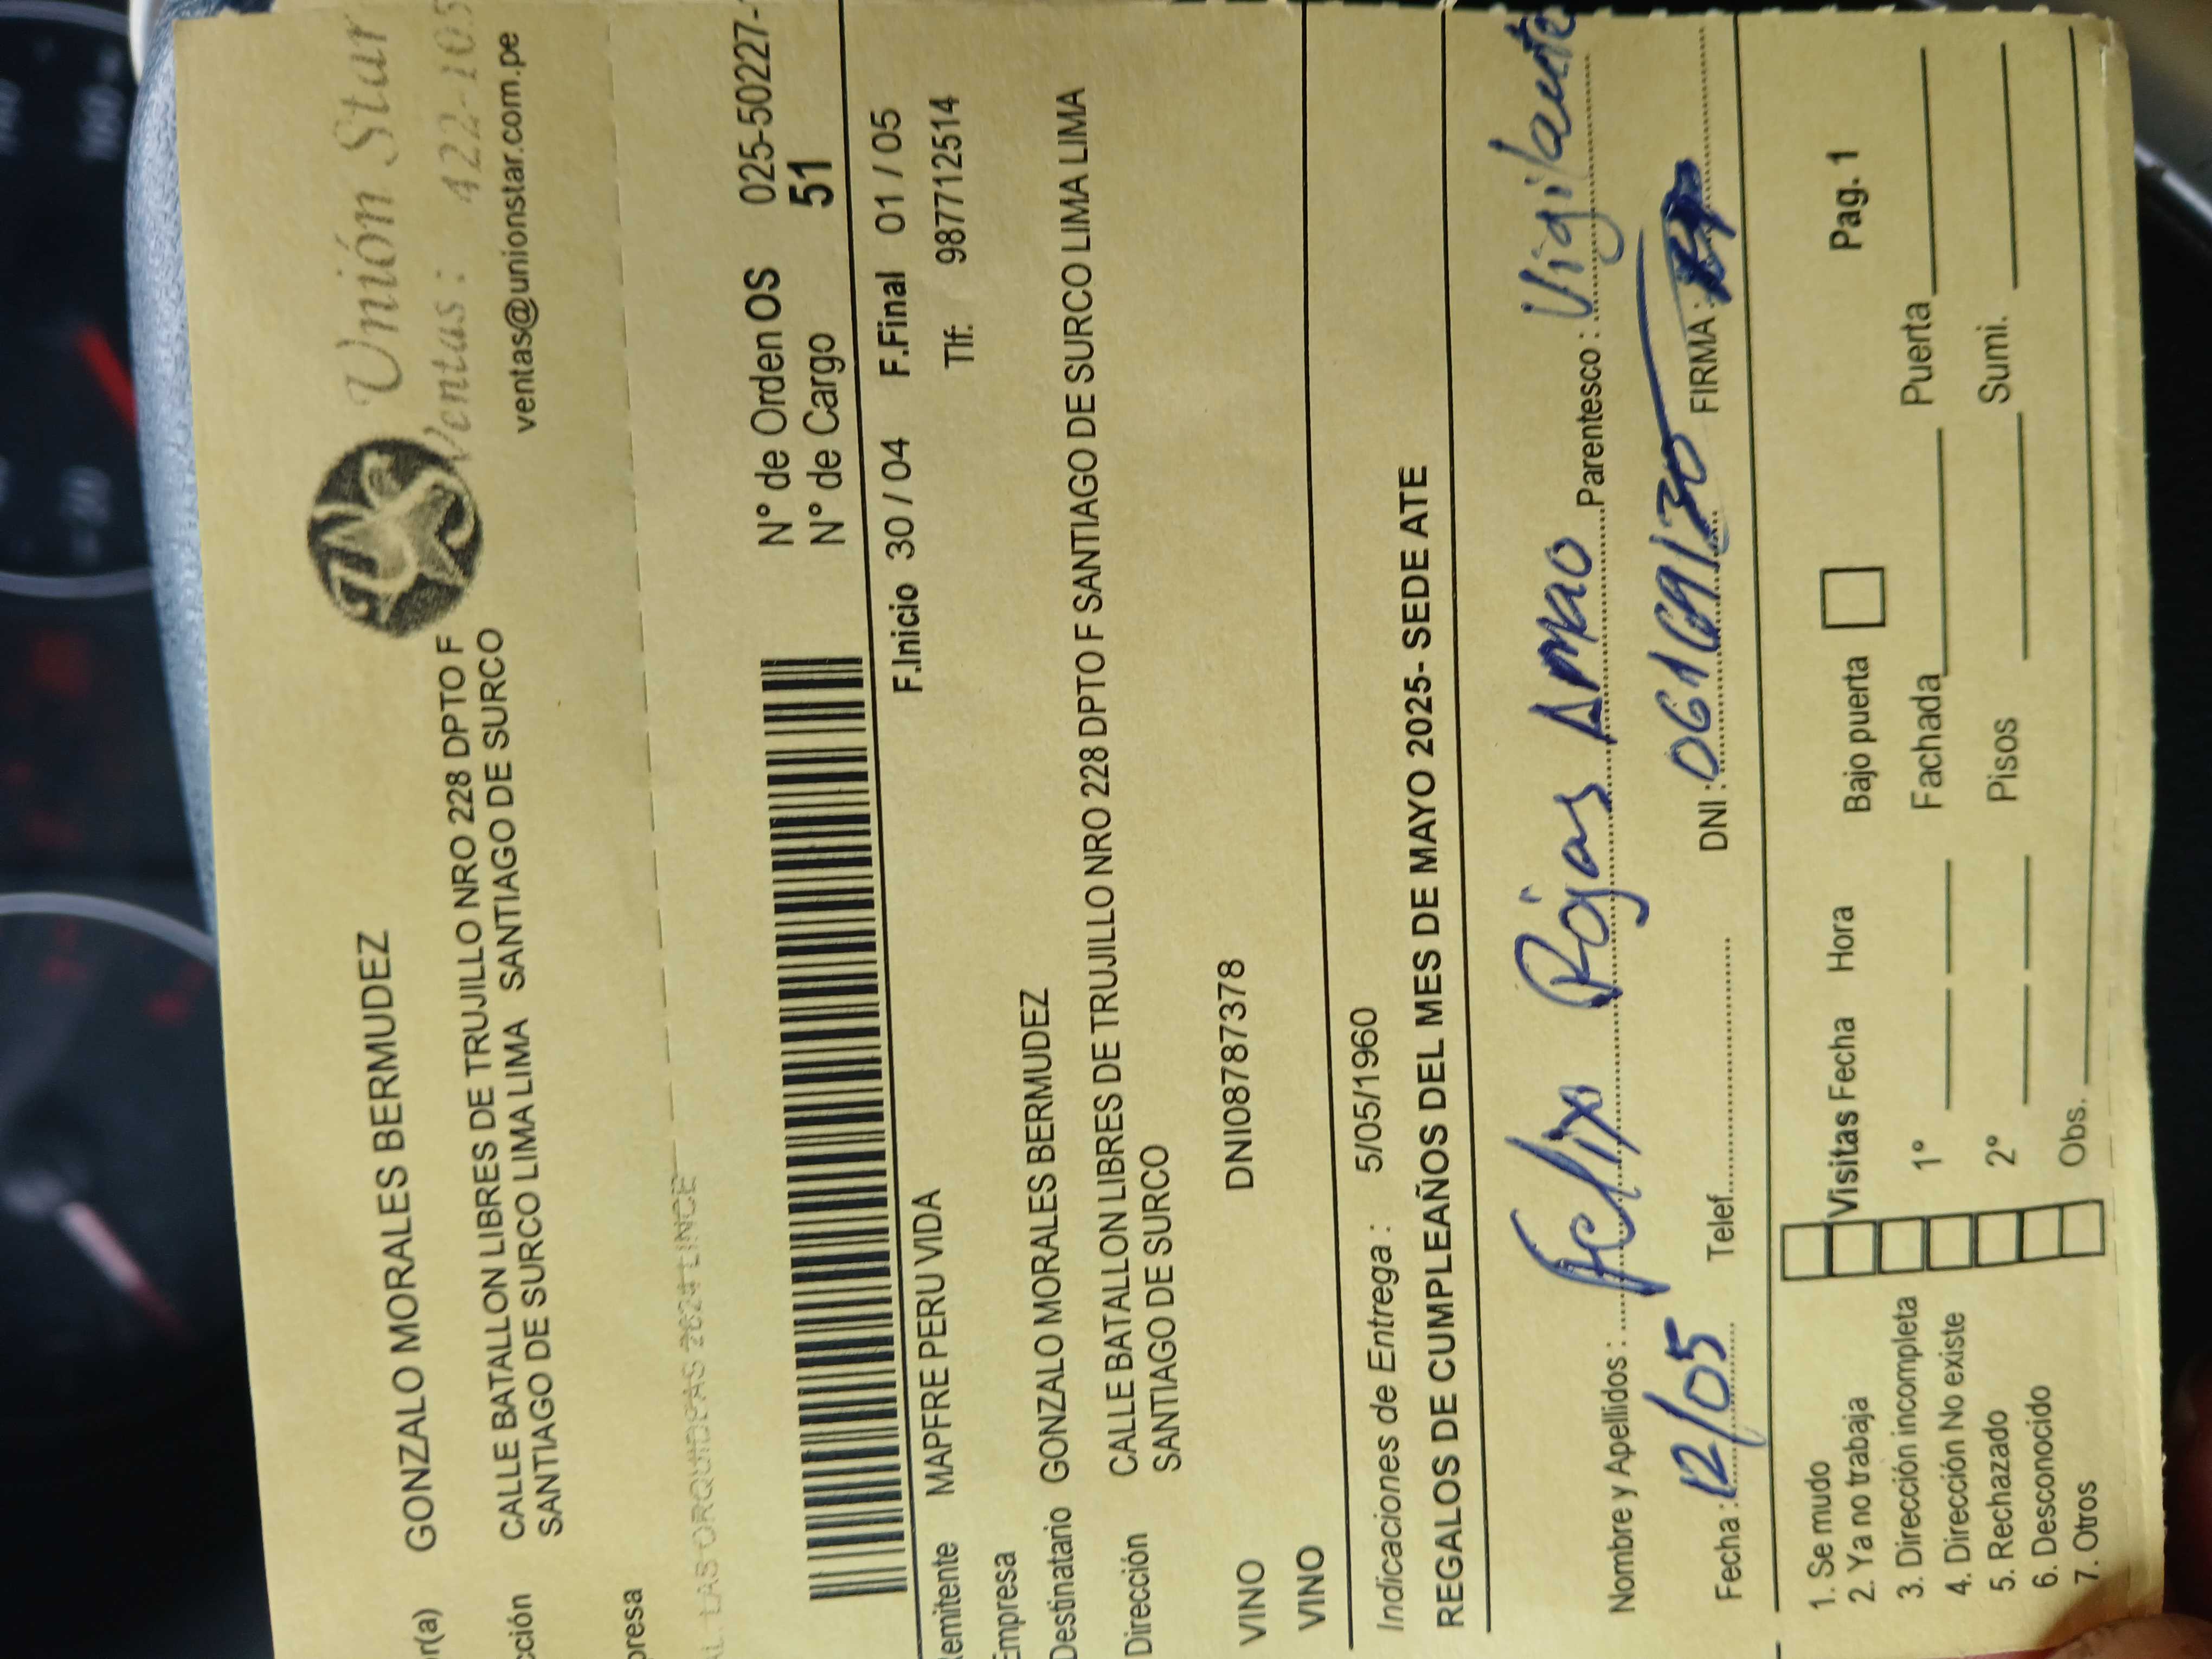 r(a) GONZALO MORALES BERMUDEZ
Unión Star
cción CALLE BATALLON LIBRES DE TRUJILLO NRO 228 DPTO F
Ventas: 422-105
SANTIAGO DE SURCO LIMA LIMA SANTIAGO DE SURCO
ventas@unionstar.com.pe
presa
AL. LAS ORQUIDEAS 2624 LINCE
N° de Orden OS 025-50227-
N° de Cargo 51
F.Inicio 30 / 04 F.Final 01 / 05
Remitente MAPFRE PERU VIDA
Tlf. 987712514
Empresa
Destinatario GONZALO MORALES BERMUDEZ
Dirección CALLE BATALLON LIBRES DE TRUJILLO NRO 228 DPTO F SANTIAGO DE SURCO LIMA LIMA
SANTIAGO DE SURCO
VINO DNI08787378
VINO
Indicaciones de Entrega : 5/05/1960
REGALOS DE CUMPLEAÑOS DEL MES DE MAYO 2025- SEDE ATE
Nombre y Apellidos : Felix Rojas Amao Parentesco : Vigilante
Fecha : 12/05 Telef. DNI : FIRMA :
1. Se mudo
2. Ya no trabaja Visitas Fecha Hora Bajo puerta Pag. 1
3. Dirección incompleta 1° Fachada Puerta
4. Dirección No existe
5. Rechazado 2° Pisos Sumi.
6. Desconocido
7. Otros Obs.